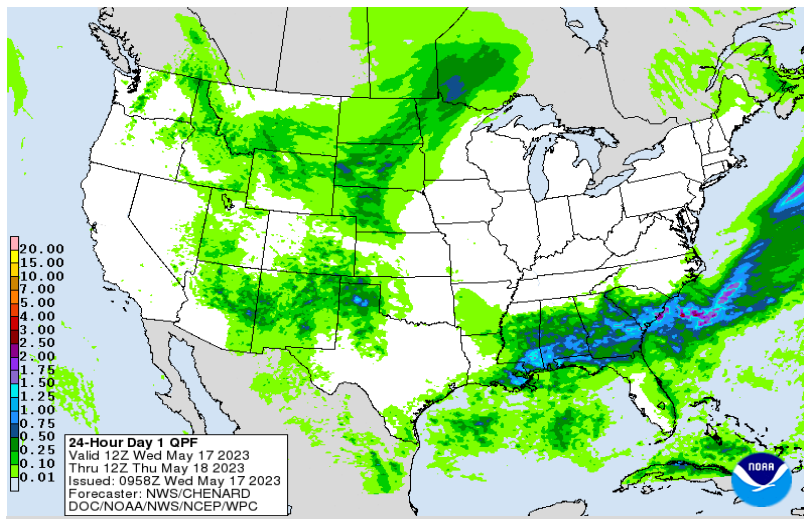 20.00
15.00
10.00
7.00
5.00
4.00
3.00
2.50
2.00
1.75
1.50
1.25
1.00
0.75
0.50
0.25
0.10
0.01
24-Hour Day 1 QPF
Valid 12Z Wed May 17 2023
Thru 12Z Thu May 18 2023
Issued: 0958Z Wed May 17 2023
Forecaster: NWS/CHENARD
DOC/NOAA/NWS/NCEP/WPC
NOAA